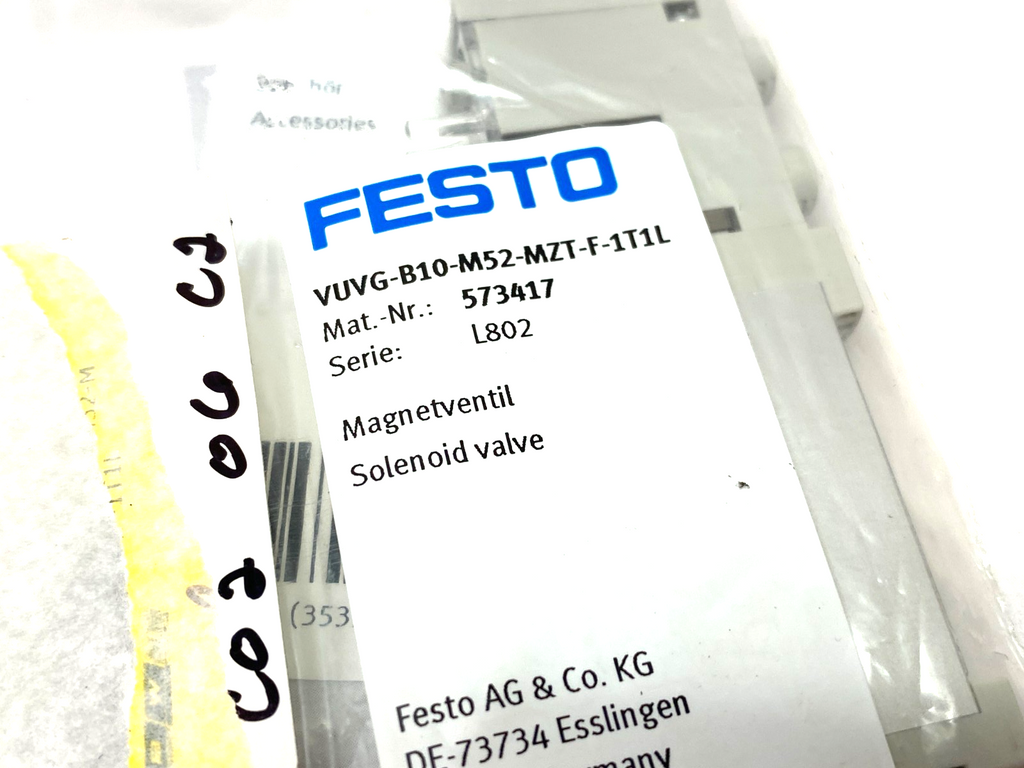 Accessories
FESTO
VUVG-B10-M52-MZT-F-1T1L
Mat.-Nr.: 573417
Serie: L802
Magnetventil
Solenoid valve
(353
Festo AG & Co. KG
DE-73734 Esslingen